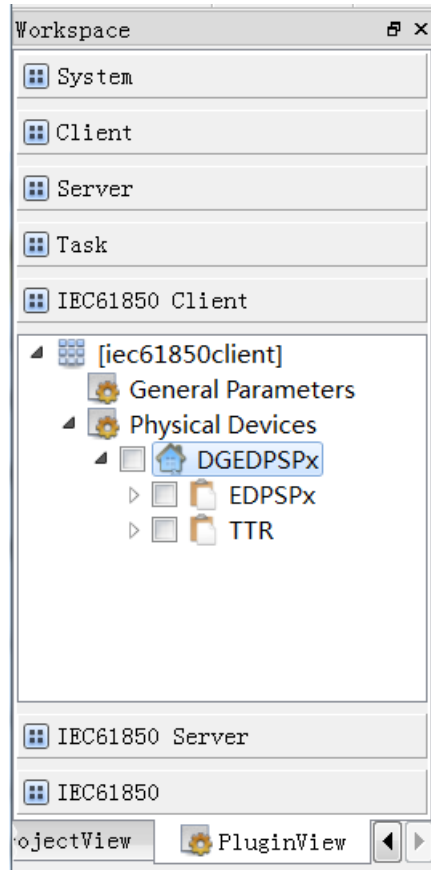 Workspace
System
Client
Server
Task
IEC61850 Client
[iec61850client]
General Parameters
Physical Devices
DGEDPSPx
EDPSPx
TTR
IEC61850 Server
IEC61850
ojectView PluginView